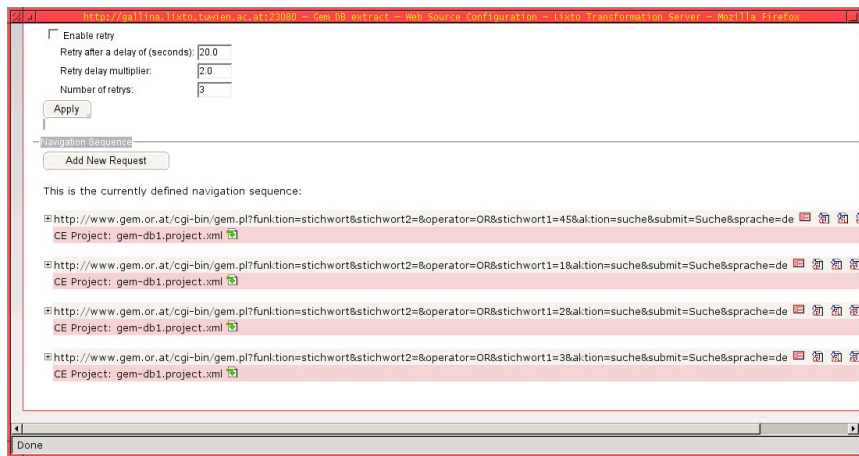 http://gallina.lixto.tuwien.ac.at:23080 – Gem DB extract – Web Source Configuration – Lixto Transformation Server – Mozilla Firefox
Enable retry
Retry after a delay of (seconds): 20.0
Retry delay multiplier: 2.0
Number of retrys: 3
Apply
Navigation Sequence
Add New Request
This is the currently defined navigation sequence:
http://www.gem.or.at/cgi-bin/gem.pl?funktion=stichwort&stichwort2=&operator=OR&stichwort1=45&aktion=suche&submit=Suche&sprache=de
CE Project: gem-db1.project.xml
http://www.gem.or.at/cgi-bin/gem.pl?funktion=stichwort&stichwort2=&operator=OR&stichwort1=1&aktion=suche&submit=Suche&sprache=de
CE Project: gem-db1.project.xml
http://www.gem.or.at/cgi-bin/gem.pl?funktion=stichwort&stichwort2=&operator=OR&stichwort1=2&aktion=suche&submit=Suche&sprache=de
CE Project: gem-db1.project.xml
http://www.gem.or.at/cgi-bin/gem.pl?funktion=stichwort&stichwort2=&operator=OR&stichwort1=3&aktion=suche&submit=Suche&sprache=de
CE Project: gem-db1.project.xml
Done